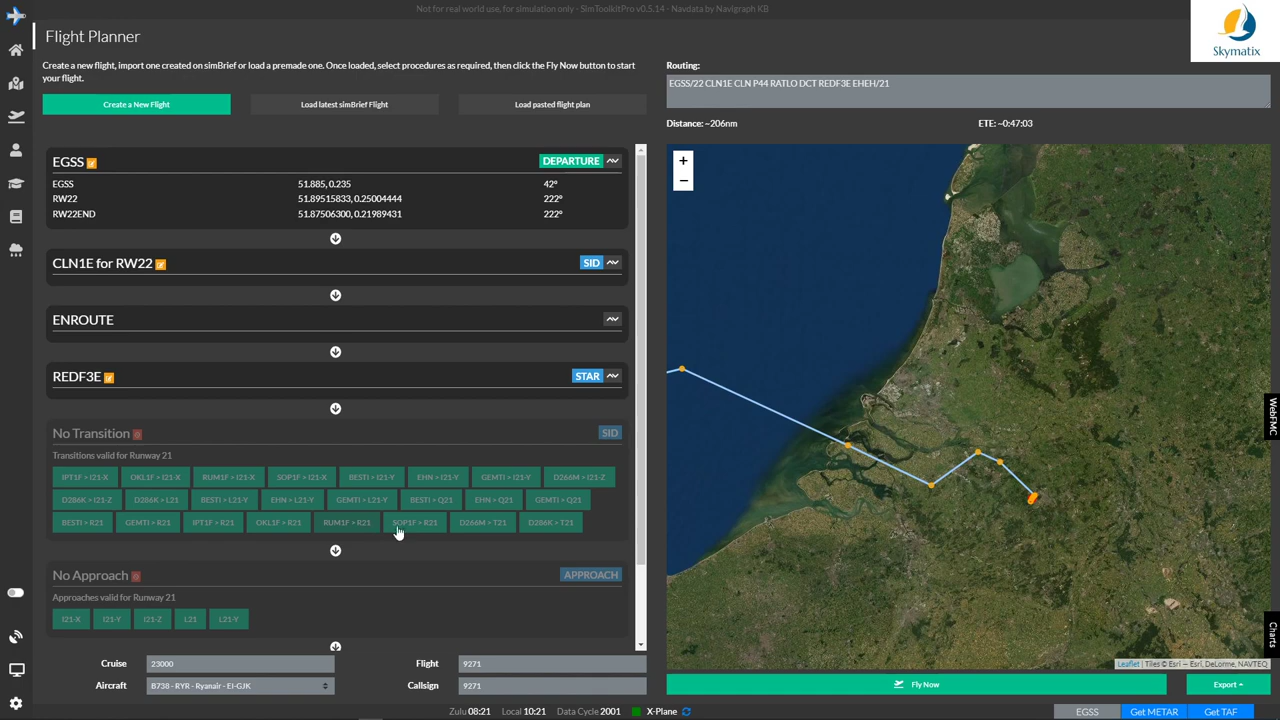 Not for real world use, for simulation only - SimToolkitPro v0.5.14 - Navdata by Navigraph KB
Skymatix
Flight Planner
Create a new flight, import one created on simBrief or load a premade one. Once loaded, select procedures as required, then click the Fly Now button to start
your flight.
Create a New Flight
Load latest simBrief Flight
Load pasted flight plan
Routing:
EGSS/22 CLN1E CLN P44 RATLO DCT REDF3E EHEH/21
Distance: ~206nm
ETE: ~0:47:03
EGSS
DEPARTURE
EGSS 51.885, 0.235 42º
RW22 51.89515833, 0.25004444 222º
RW22END 51.87506300, 0.21989431 222º
CLN1E for RW22
SID
ENROUTE
REDF3E
STAR
No Transition
SID
Transitions valid for Runway 21
IPT1F > I21-X OKL1F > I21-X RUM1F > I21-X SOP1F > I21-X BESTI > I21-Y EHN > I21-Y GEMTI > I21-Y D266M > I21-Z
D286K > I21-Z D286K > L21 BESTI > L21-Y EHN > L21-Y GEMTI > L21-Y BESTI > Q21 EHN > Q21 GEMTI > Q21
BESTI > R21 GEMTI > R21 IPT1F > R21 OKL1F > R21 RUM1F > R21 SOP1F > R21 D266M > T21 D286K > T21
No Approach
APPROACH
Approaches valid for Runway 21
I21-X I21-Y I21-Z L21 L21-Y
Cruise 23000
Flight 9271
Aircraft B738 - RYR - Ryanair - EI-GJK
Callsign 9271
+
−
WebFMC
Charts
Leaflet | Tiles © Esri — Esri, DeLorme, NAVTEQ
Fly Now
Export
Zulu 08:21 Local 10:21 Data Cycle 2001 X-Plane
EGSS
Get METAR
Get TAF